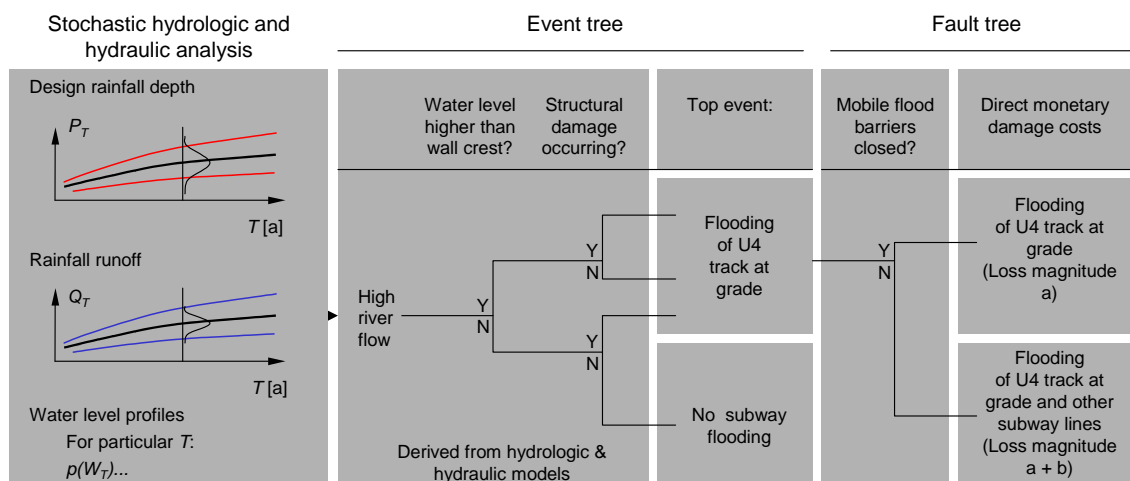 Stochastic hydrologic and
hydraulic analysis
Design rainfall depth
P_T
T [a]
Rainfall runoff
Q_T
T [a]
Water level profiles
For particular T:
p(W_T)...
Event tree
Water level
higher than
wall crest?
Structural
damage
occurring?
Top event:
High
river
flow
Y
N
Y
N
Y
N
Flooding
of U4
track at
grade
No subway
flooding
Derived from hydrologic &
hydraulic models
Fault tree
Mobile flood
barriers
closed?
Direct monetary
damage costs
Y
N
Flooding
of U4 track at
grade
(Loss magnitude
a)
Flooding
of U4 track at
grade and other
subway lines
(Loss magnitude
a + b)